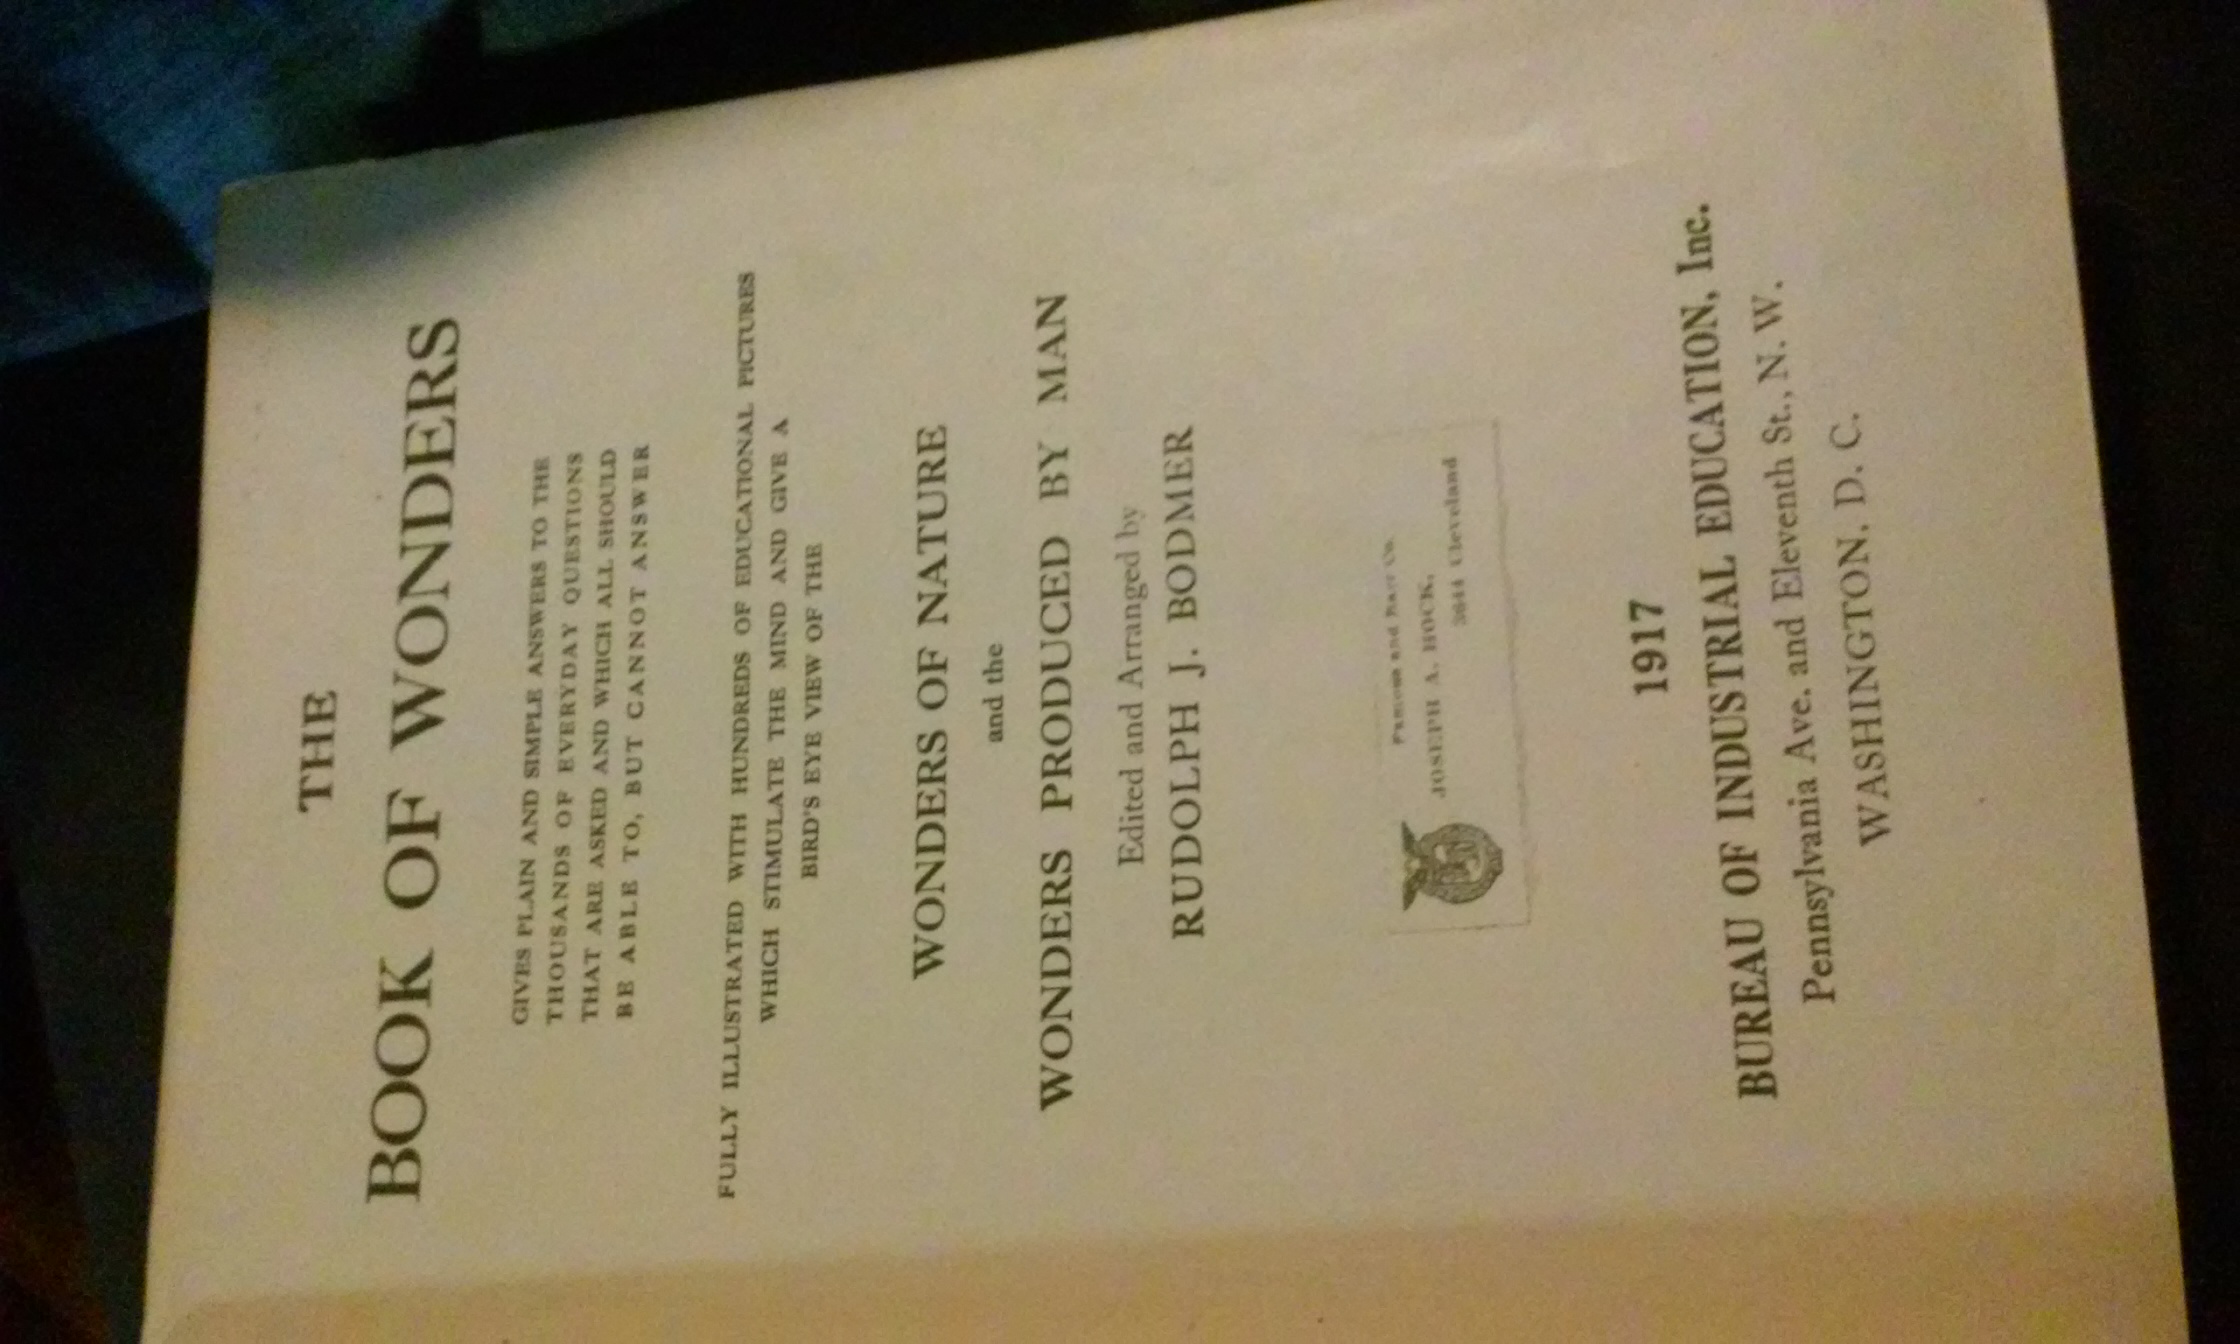 THE
BOOK OF WONDERS
GIVES PLAIN AND SIMPLE ANSWERS TO THE
THOUSANDS OF EVERYDAY QUESTIONS
THAT ARE ASKED AND WHICH ALL SHOULD
BE ABLE TO, BUT CANNOT ANSWER
FULLY ILLUSTRATED WITH HUNDREDS OF EDUCATIONAL PICTURES
WHICH STIMULATE THE MIND AND GIVE A
BIRD'S EYE VIEW OF THE
WONDERS OF NATURE
and the
WONDERS PRODUCED BY MAN
Edited and Arranged by
RUDOLPH J. BODMER
JOSEPH A. HOCK.
Cleveland
1917
BUREAU OF INDUSTRIAL EDUCATION, Inc.
Pennsylvania Ave. and Eleventh St., N. W.
WASHINGTON, D. C.